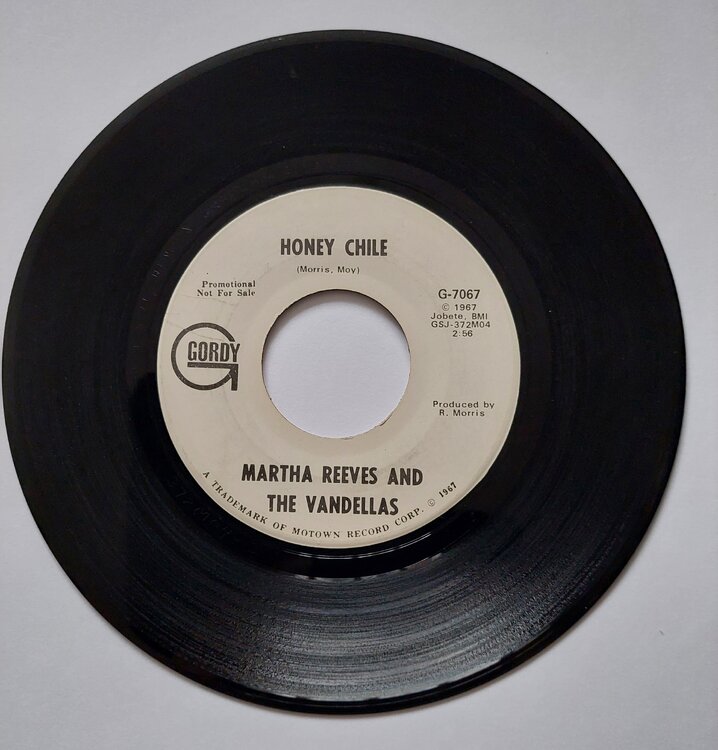 HONEY CHILE
(Morris, Moy)
Promotional
Not For Sale
G-7067
© 1967
Jobete, BMI
GSJ-372M04
2:56
GORDY
Produced by
R. Morris
MARTHA REEVES AND
THE VANDELLAS
A TRADEMARK OF MOTOWN RECORD CORP. © 1967